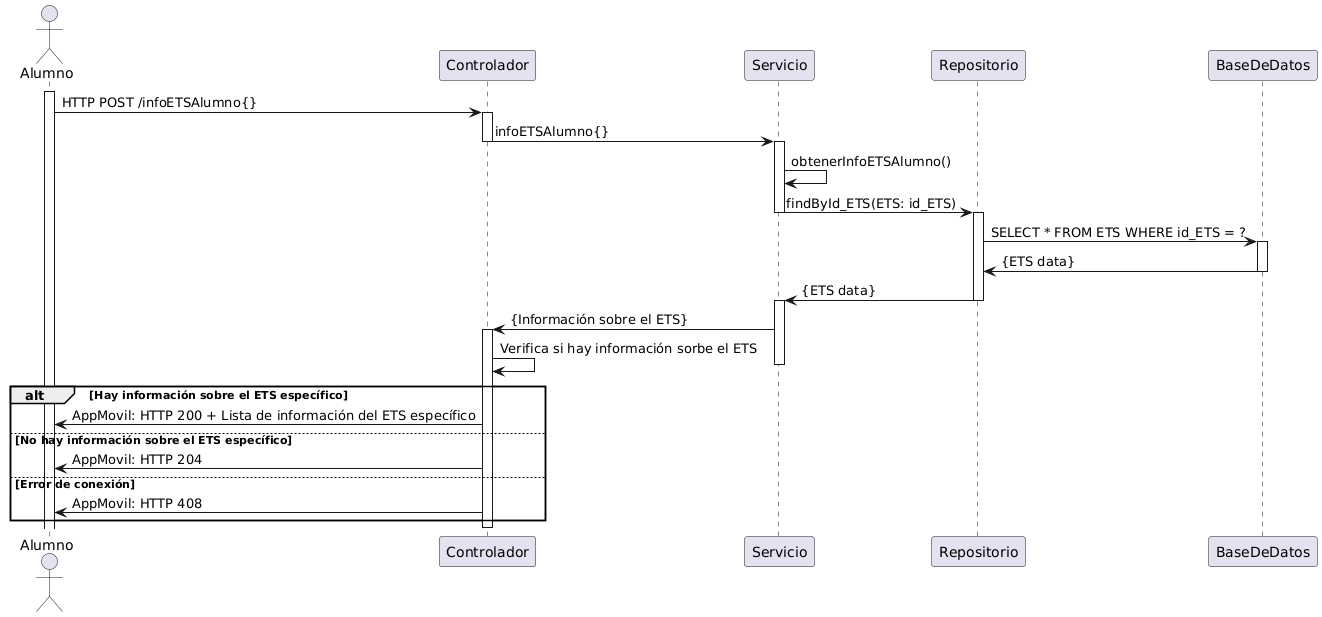 Alumno
Controlador
Servicio
Repositorio
BaseDeDatos
HTTP POST /infoETSAlumno{}
infoETSAlumno{}
obtenerInfoETSAlumno()
findById_ETS(ETS: id_ETS)
SELECT * FROM ETS WHERE id_ETS = ?
{ETS data}
{ETS data}
{Información sobre el ETS}
Verifica si hay información sorbe el ETS
alt [Hay información sobre el ETS específico]
AppMovil: HTTP 200 + Lista de información del ETS específico
[No hay información sobre el ETS específico]
AppMovil: HTTP 204
[Error de conexión]
AppMovil: HTTP 408
Alumno
Controlador
Servicio
Repositorio
BaseDeDatos